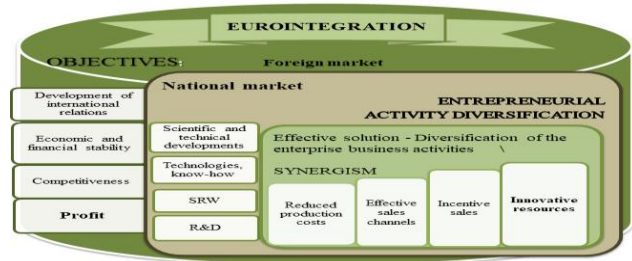 EUROINTEGRATION
OBJECTIVES:
Foreign market
National market
Development of
international
relations
Economic and
financial stability
Competitiveness
Profit
ENTREPRENEURIAL
ACTIVITY DIVERSIFICATION
Scientific and
technical
developments
Technologies,
know-how
SRW
R&D
Effective solution - Diversification of the
enterprise business activities \
SYNERGISM
Reduced
production
costs
Effective
sales
channels
Incentive
sales
Innovative
resources